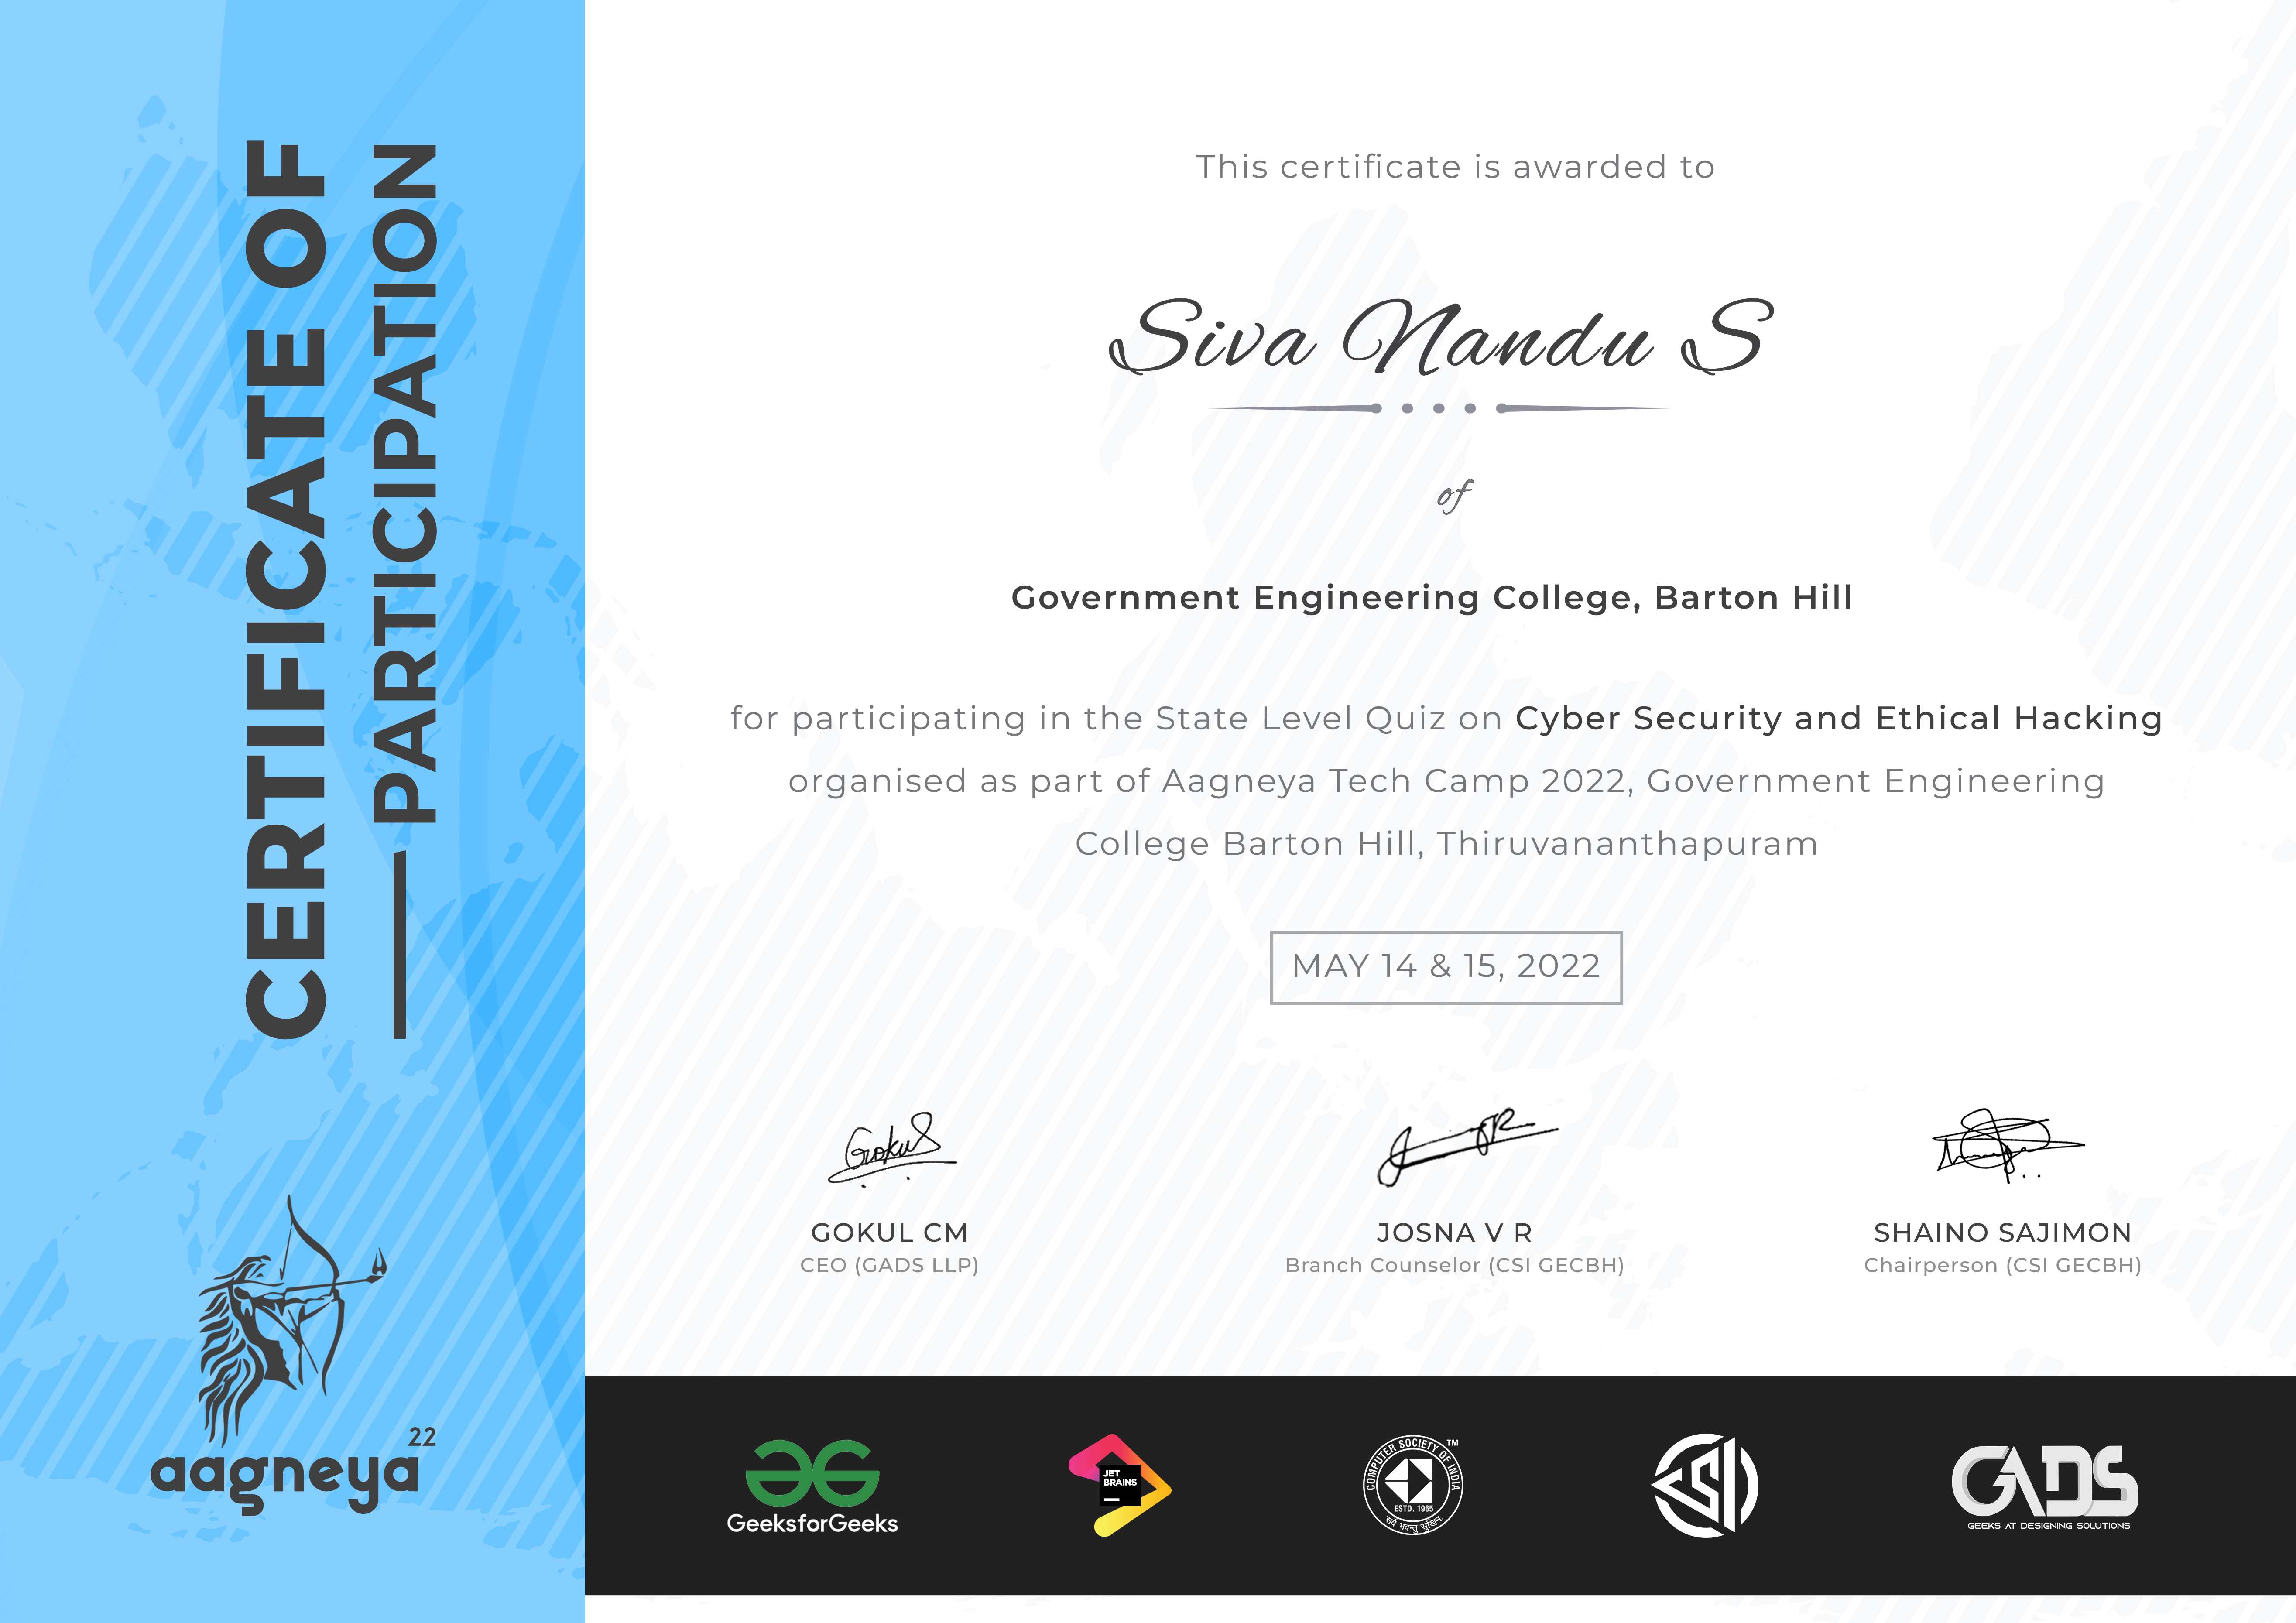 CERTIFICATE OF
PARTICIPATION
This certificate is awarded to
Siva Nandu S
of
Government Engineering College, Barton Hill
for participating in the State Level Quiz on Cyber Security and Ethical Hacking
organised as part of Aagneya Tech Camp 2022, Government Engineering
College Barton Hill, Thiruvananthapuram
MAY 14 & 15, 2022
Gokul
GOKUL CM
CEO (GADS LLP)
JOSNA V R
Branch Counselor (CSI GECBH)
SHAINO SAJIMON
Chairperson (CSI GECBH)
22
aagneya
GeeksforGeeks
JET
BRAINS
COMPUTER SOCIETY OF INDIA
TM
ESTD. 1965
सर्वे भवन्तु सुखिनः
CSI
GADS
GEEKS AT DESIGNING SOLUTIONS